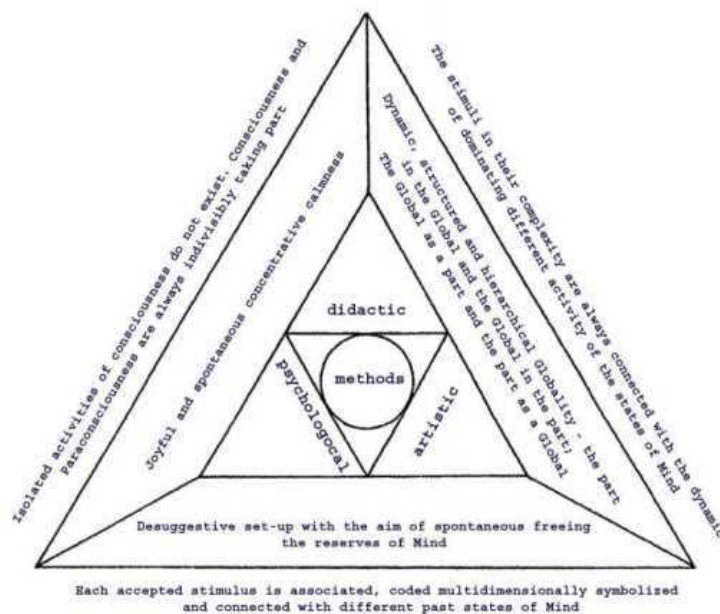 Isolated activities of consciousness do not exist. Consciousness and
Paraconsciousness are always indivisibly taking part
The stimuli in their complexity are always connected with the dynamic
of dominating different activity of the states of Mind
Joyful and spontaneous concentrative calmness
Dynamic, structured and hierarchical Globality - the part
in the Global and the Global in the part;
The Global as a part and the part as a Global
didactic
methods
psychologocal
artistic
Desuggestive set-up with the aim of spontaneous freeing
the reserves of Mind
Each accepted stimulus is associated, coded multidimensionally symbolized
and connected with different past states of Mind